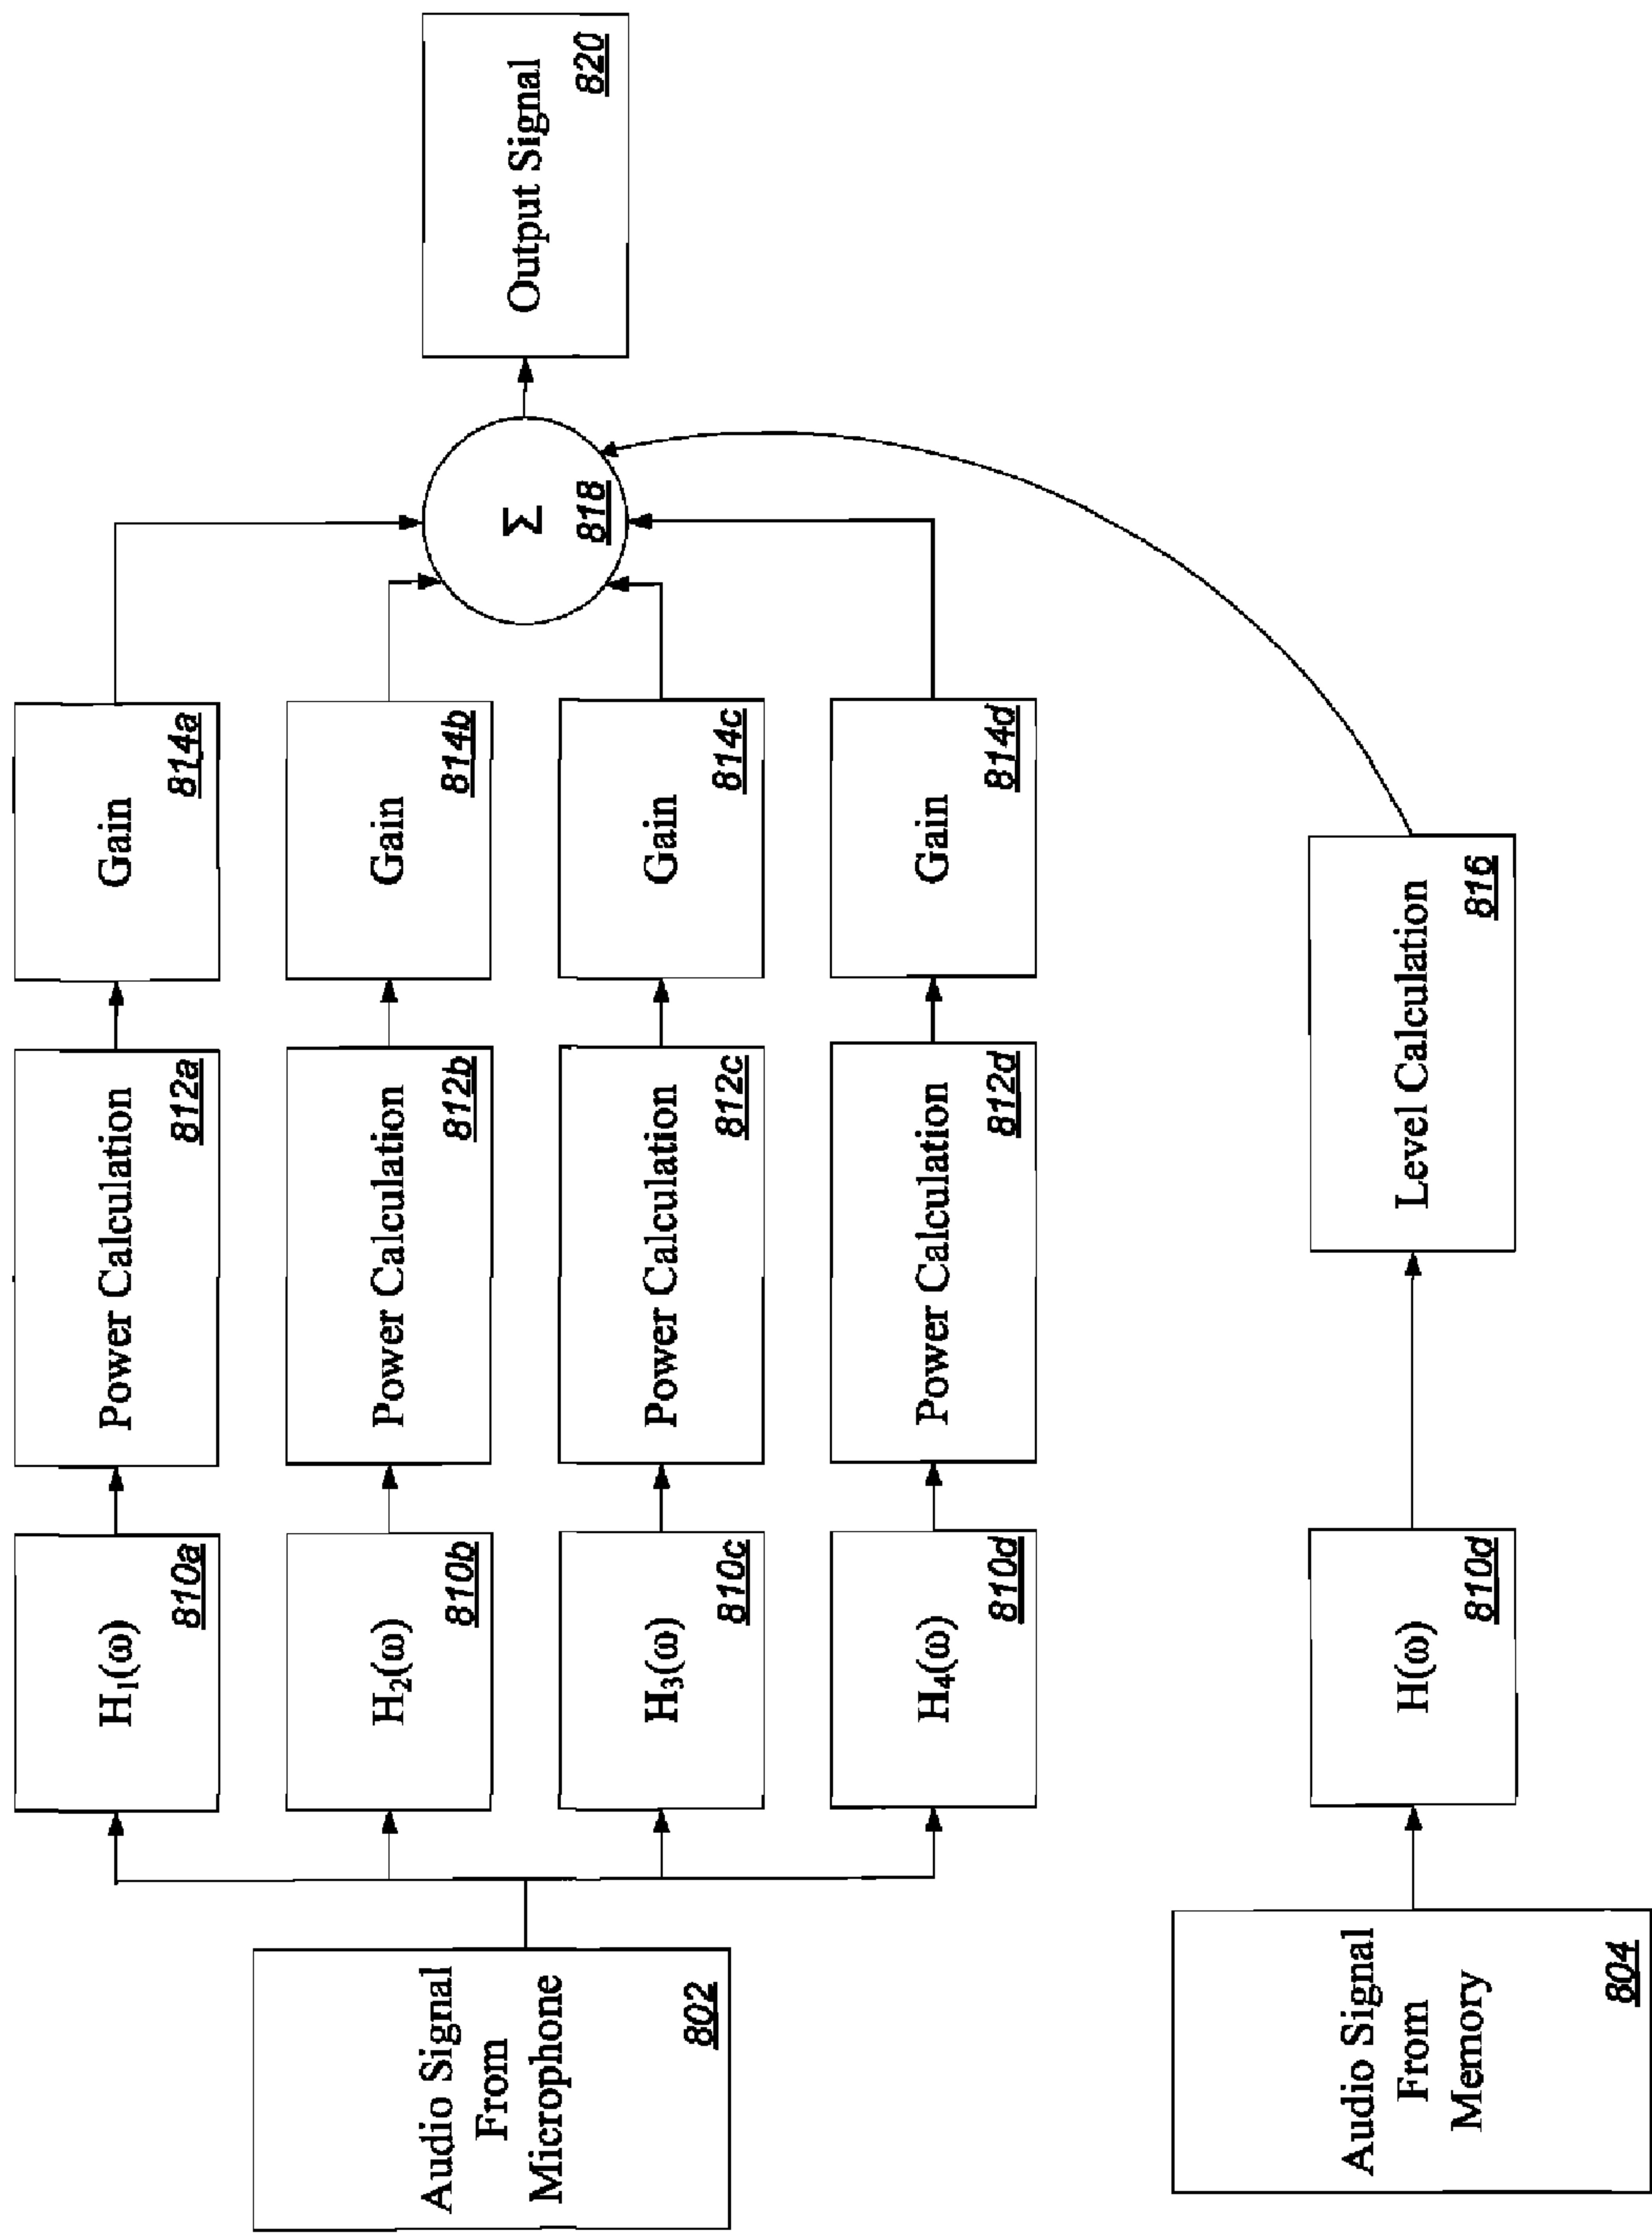 Audio Signal
From
Microphone
802
H₁(ω)
810a
Power Calculation
812a
Gain
814a
H₂(ω)
810b
Power Calculation
812b
Gain
814b
H₃(ω)
810c
Power Calculation
812c
Gain
814c
H₄(ω)
810d
Power Calculation
812d
Gain
814d
Σ
818
Output Signal
820
Audio Signal
From
Memory
804
H(ω)
810d
Level Calculation
816